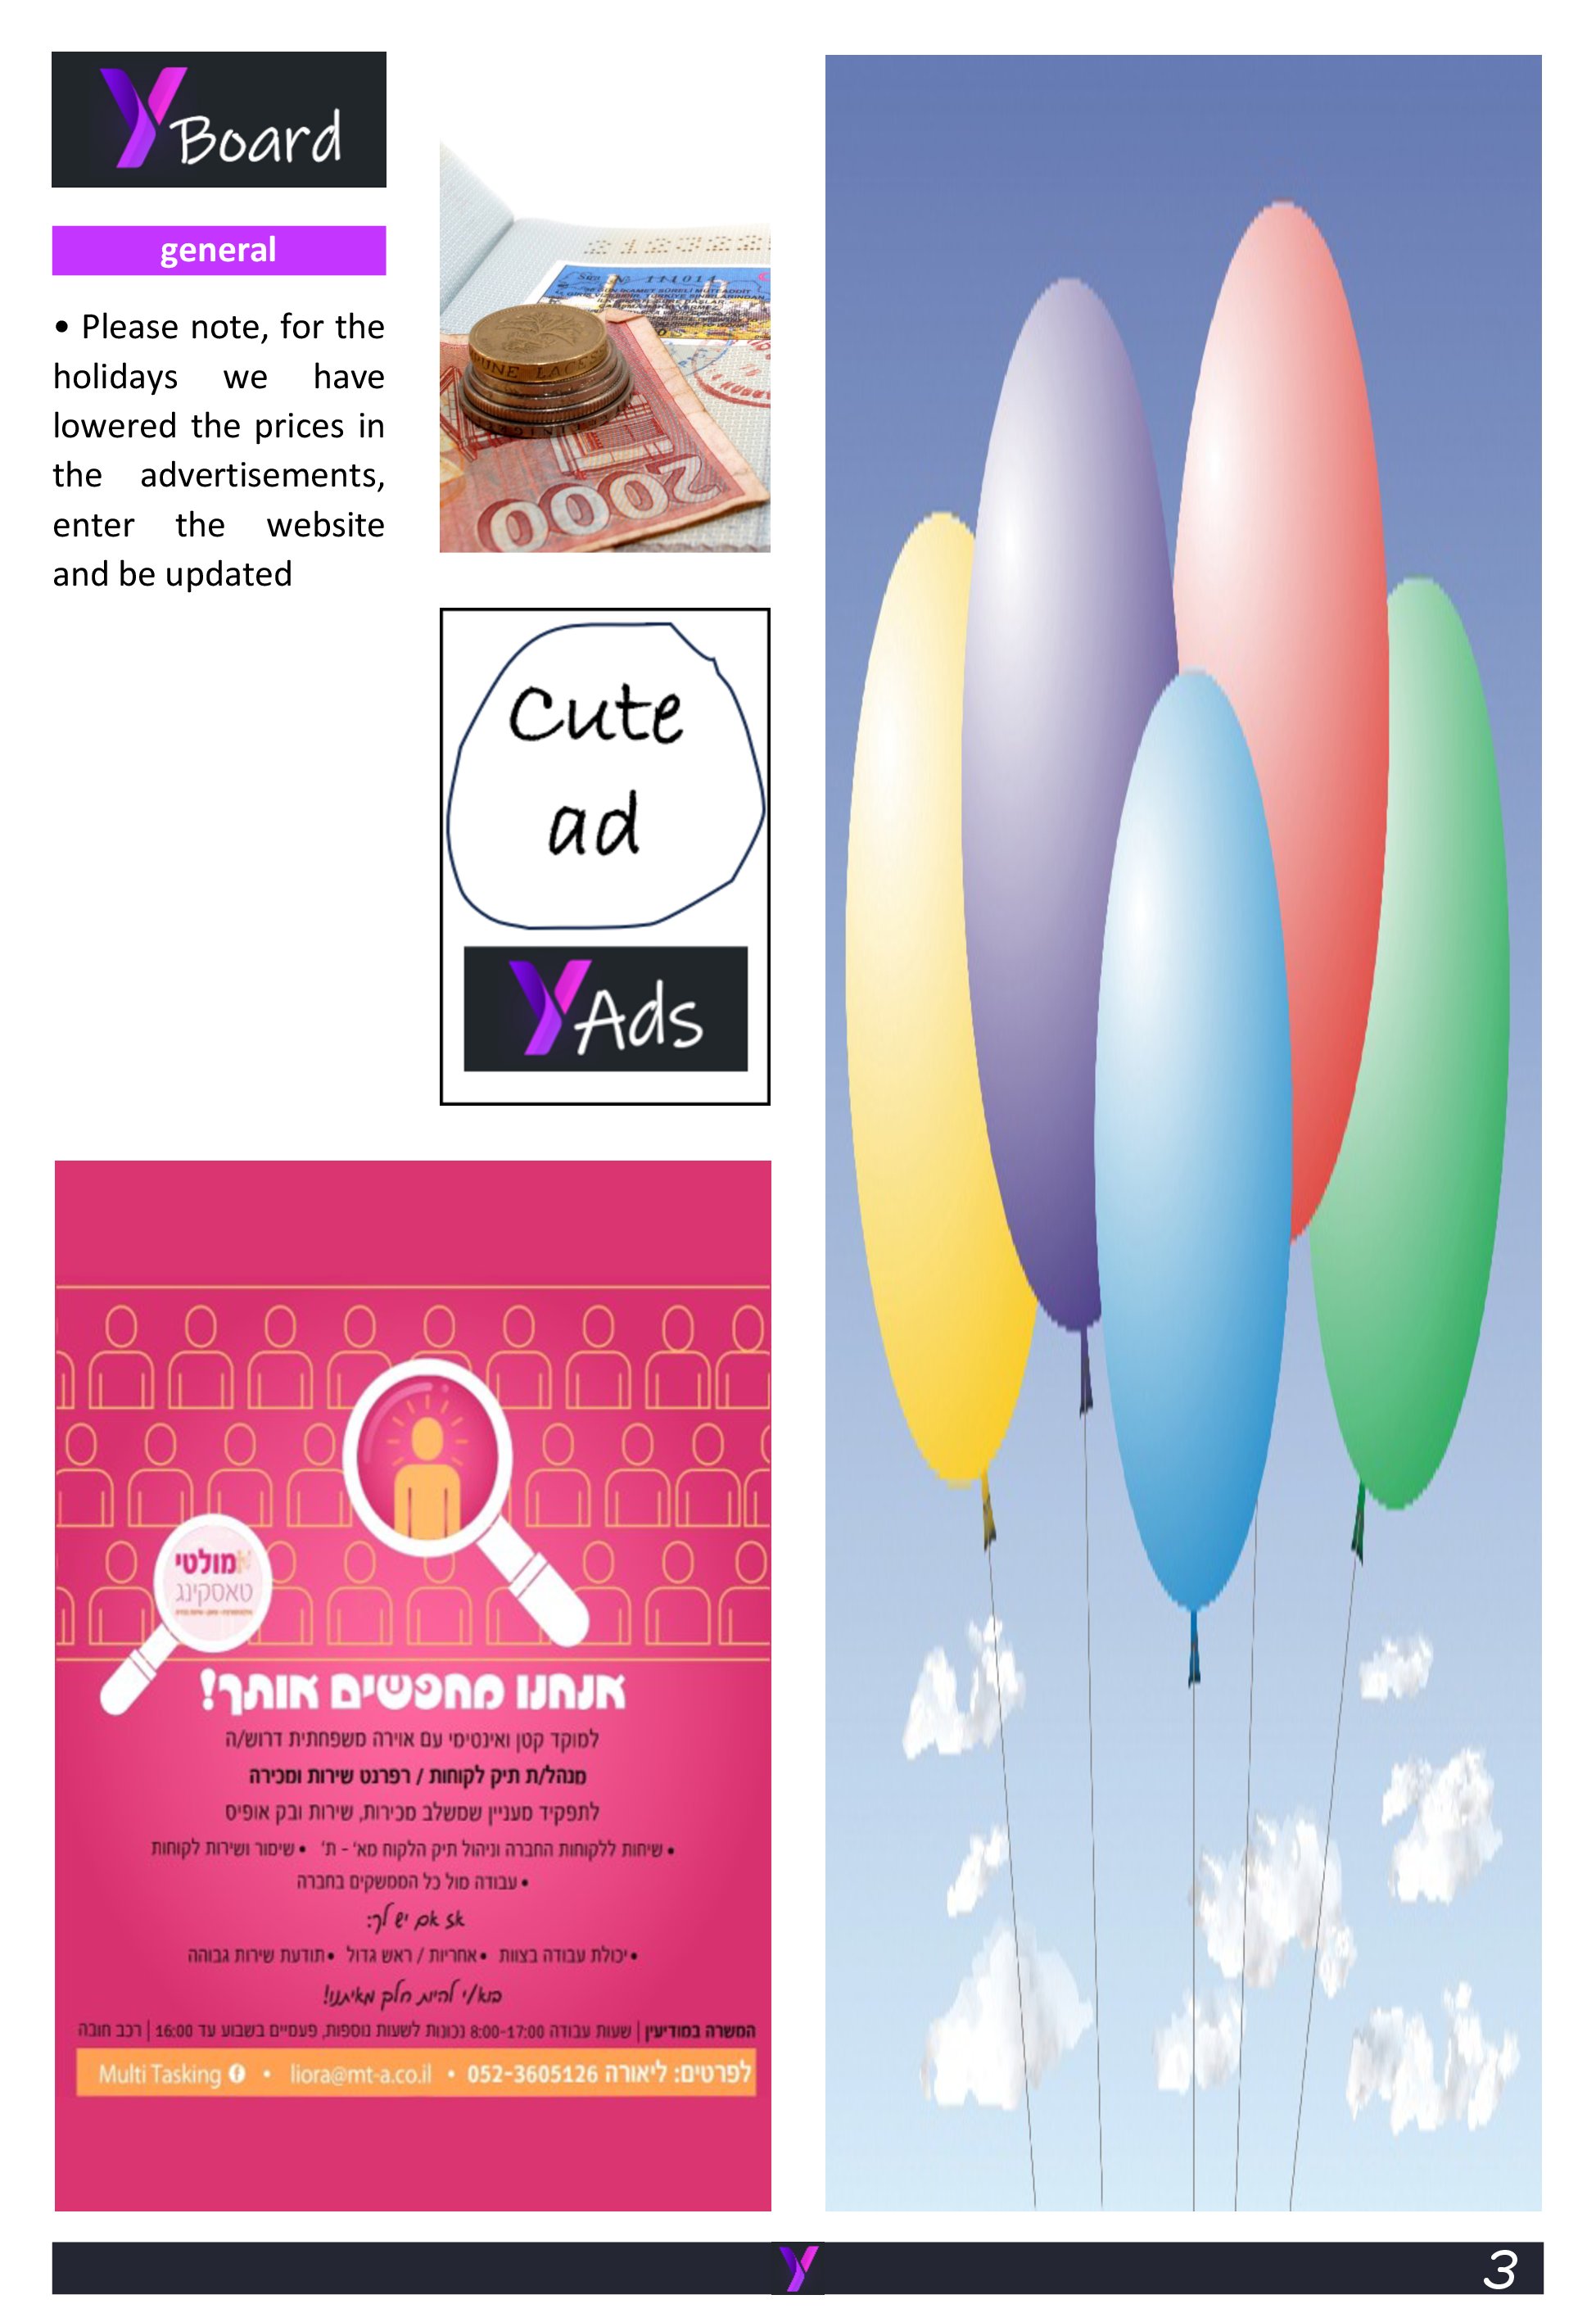 Y Board
general
• Please note, for the
holidays we have
lowered the prices in
the advertisements,
enter the website
and be updated
111014
UNE LACES
2000
Cute
ad
Y Ads
מולטי
טאסקינג
אנחנו מחפשים אותך!
למוקד קטן ואינטימי עם אוירה משפחתית דרוש/ה
מנהל/ת תיק לקוחות / רפרנט שירות ומכירה
לתפקיד מעניין שמשלב מכירות, שירות ובק אופיס
• שיחות ללקוחות החברה וניהול תיק הלקוח מא' - ת' • שימור ושירות לקוחות
• עבודה מול כל הממשקים בחברה
אז אם יש לך:
• יכולת עבודה בצוות • אחריות / ראש גדול • תודעת שירות גבוהה
בוא/י להיות חלק מאיתנו!
המשרה במודיעין | שעות עבודה 8:00-17:00 נכונות לשעות נוספות, פעמיים בשבוע עד 16:00 | רכב חובה
לפרטים: ליאורה 052-3605126 • liora@mt-a.co.il • Multi Tasking
Y
3